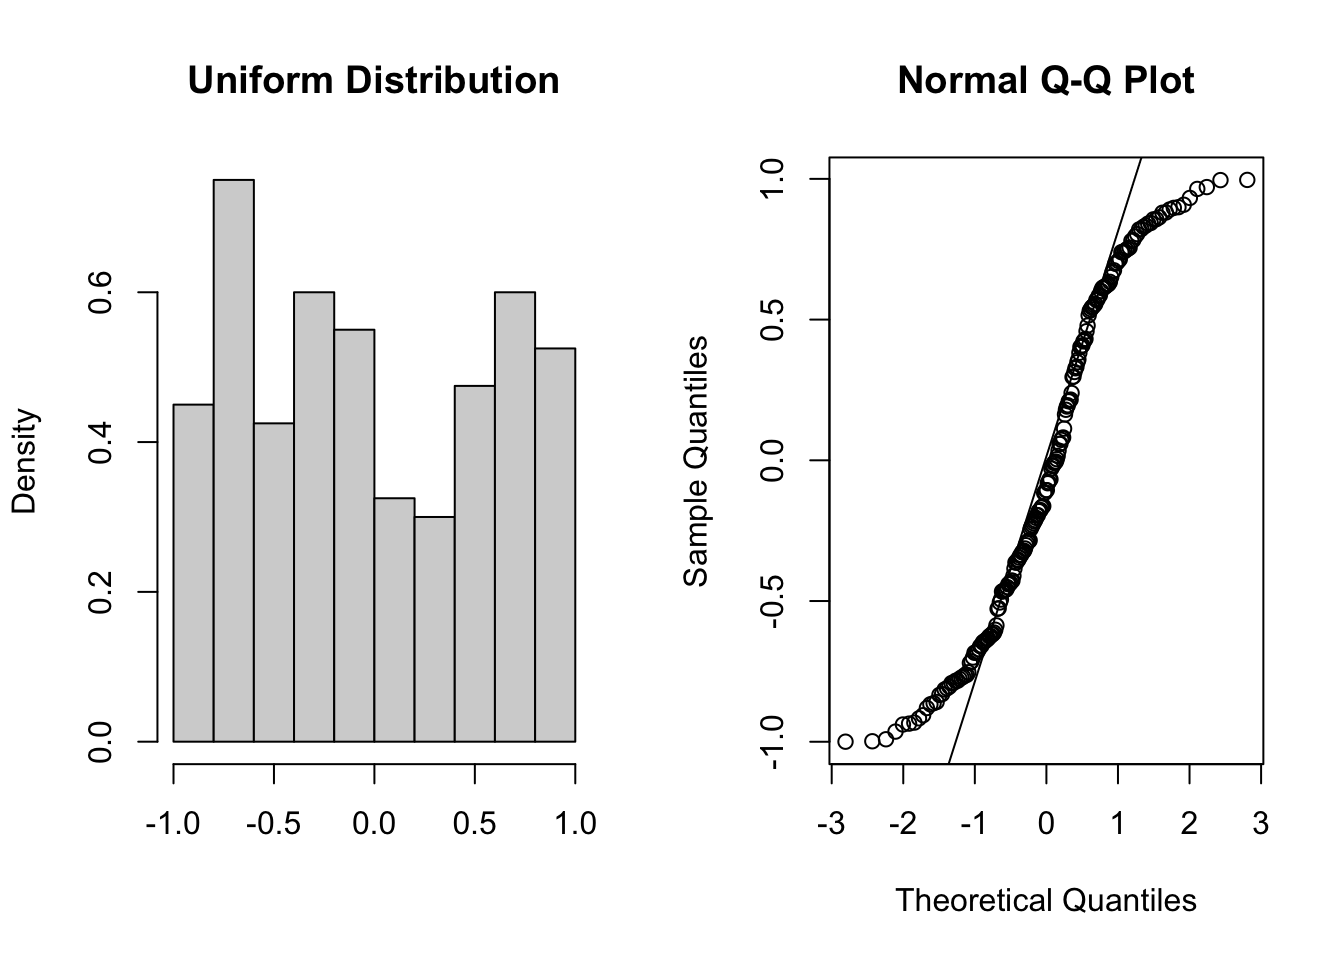 Uniform Distribution
Density
0.0
0.2
0.4
0.6
-1.0 -0.5 0.0 0.5 1.0
Normal Q-Q Plot
Sample Quantiles
-1.0
-0.5
0.0
0.5
1.0
-3 -2 -1 0 1 2 3
Theoretical Quantiles